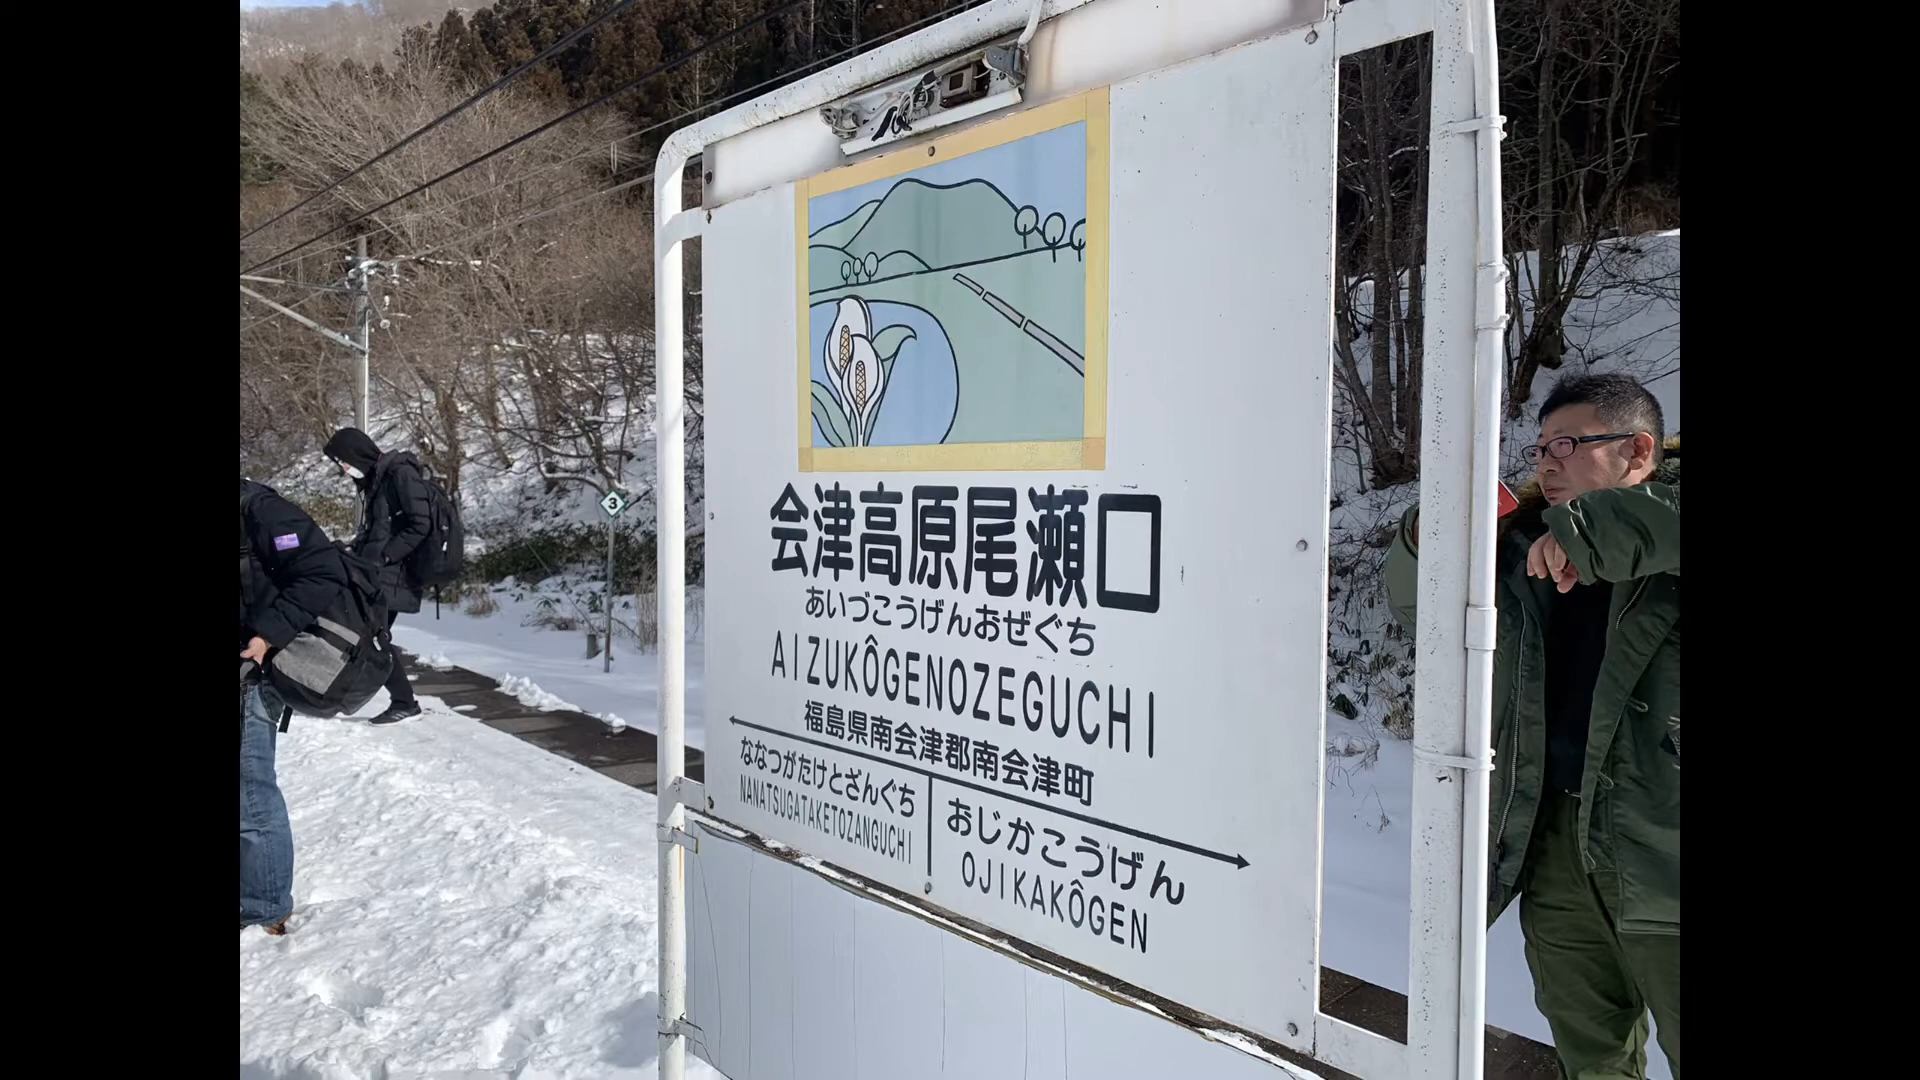 会津高原尾瀬口
あいづこうげんおぜぐち
AIZUKÔGENOZEGUCHI
福島県南会津郡南会津町
ななつがたけとざんぐち
NANATSUGATAKETOZANGUCHI
おじかこうげん
OJIKAKÔGEN
3